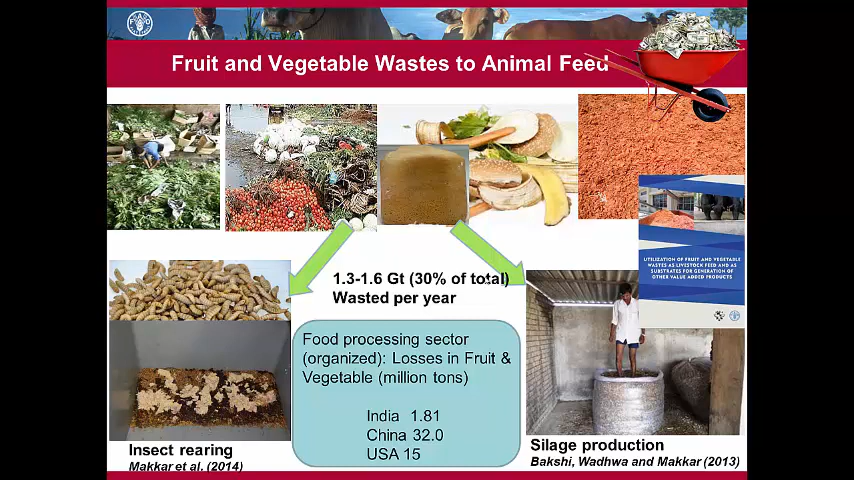 Fruit and Vegetable Wastes to Animal Feed
UTILIZATION OF FRUIT AND VEGETABLE
WASTES AS LIVESTOCK FEED AND AS
SUBSTRATES FOR GENERATION OF
OTHER VALUE ADDED PRODUCTS
1.3-1.6 Gt (30% of total)
Wasted per year
Food processing sector
(organized): Losses in Fruit &
Vegetable (million tons)
India 1.81
China 32.0
USA 15
Insect rearing
Makkar et al. (2014)
Silage production
Bakshi, Wadhwa and Makkar (2013)